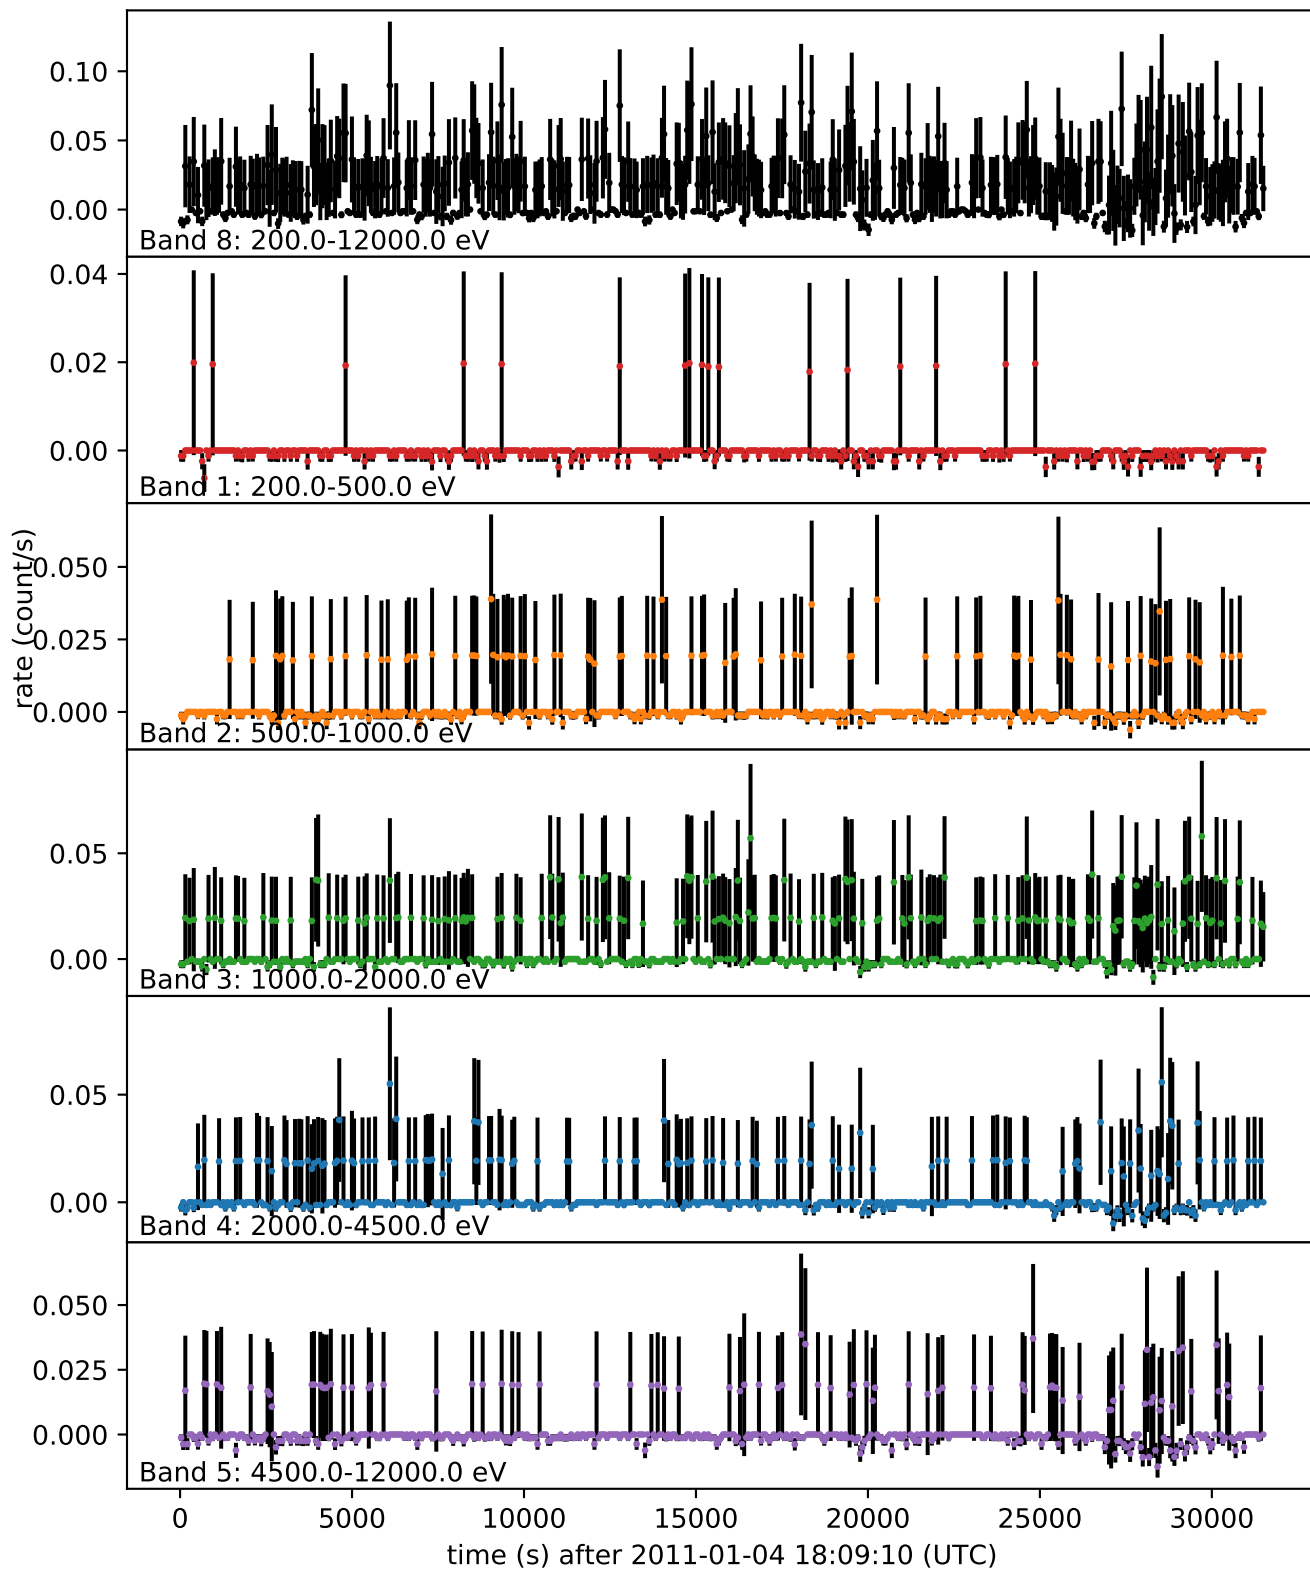 0.10
0.05
0.00
Band 8: 200.0-12000.0 eV
0.04
0.02
0.00
Band 1: 200.0-500.0 eV
rate (count/s)
0.050
0.025
0.000
Band 2: 500.0-1000.0 eV
0.05
0.00
Band 3: 1000.0-2000.0 eV
0.05
0.00
Band 4: 2000.0-4500.0 eV
0.050
0.025
0.000
Band 5: 4500.0-12000.0 eV
0 5000 10000 15000 20000 25000 30000
time (s) after 2011-01-04 18:09:10 (UTC)